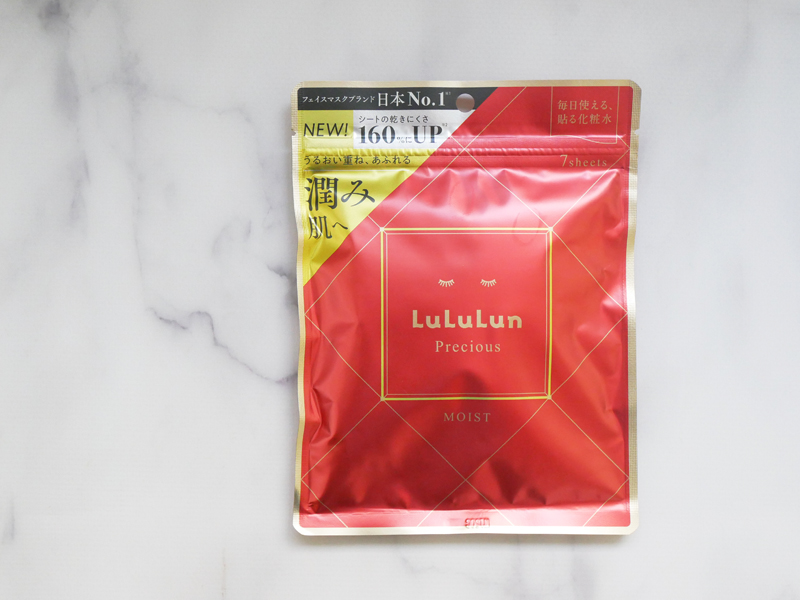 フェイスマスクブランド 日本No.1
NEW!
シートの乾きにくさ
160 UP
うるおい重ね、あふれる
潤み
肌へ
毎日使える、
貼る化粧水
7sheets
LuLuLun
Precious
MOIST